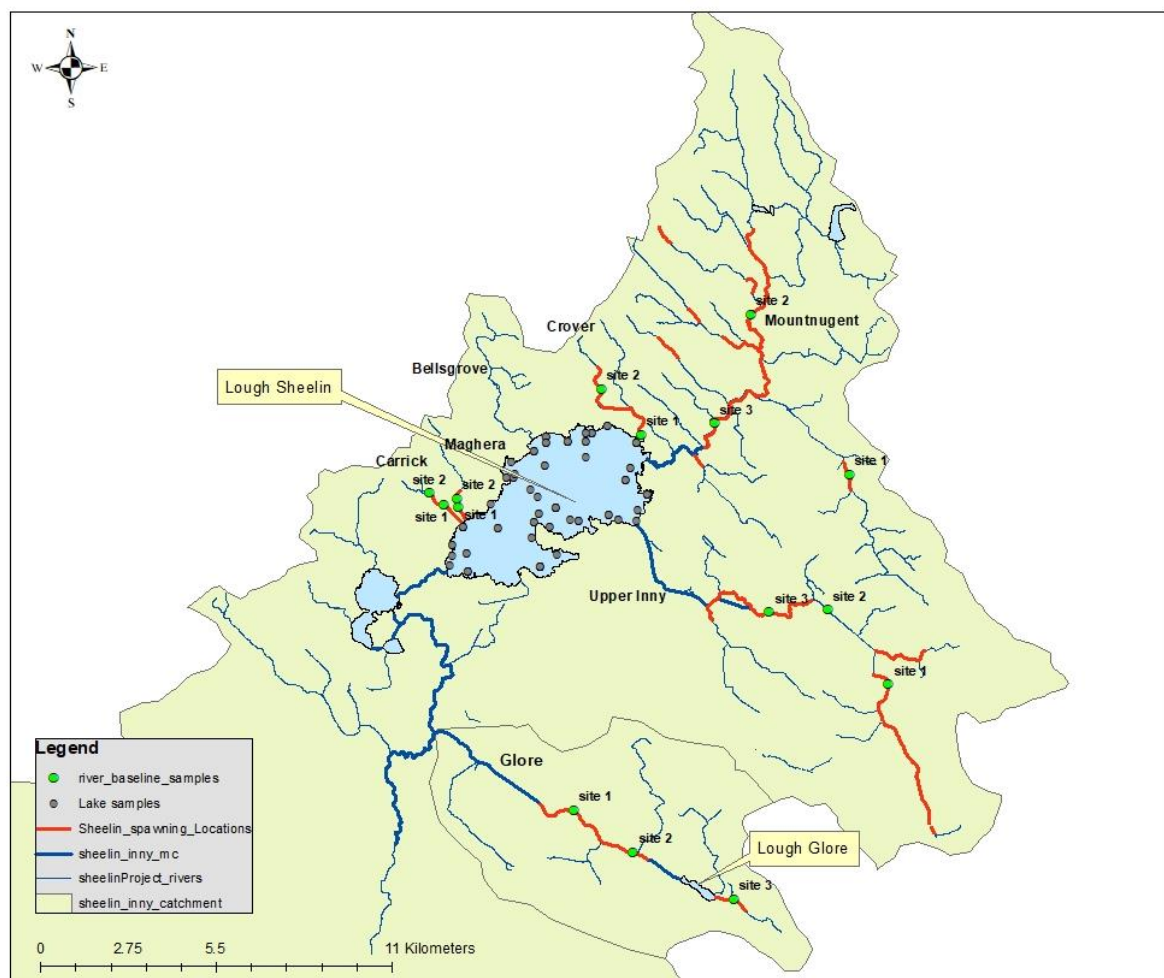 N
W E
S
site 2
Mountnugent
Crover
Bellsgrove
site 2
Lough Sheelin
site 3
site 1
Maghera
Carrick
site 2
site 2
site 1
site 1
site 1
Upper Inny
site 3
site 2
site 1
Legend
river_baseline_samples
Lake samples
Sheelin_spawning_Locations
sheelin_inny_mc
sheelinProject_rivers
sheelin_inny_catchment
Glore
site 1
site 2
Lough Glore
site 3
0 2.75 5.5 11 Kilometers